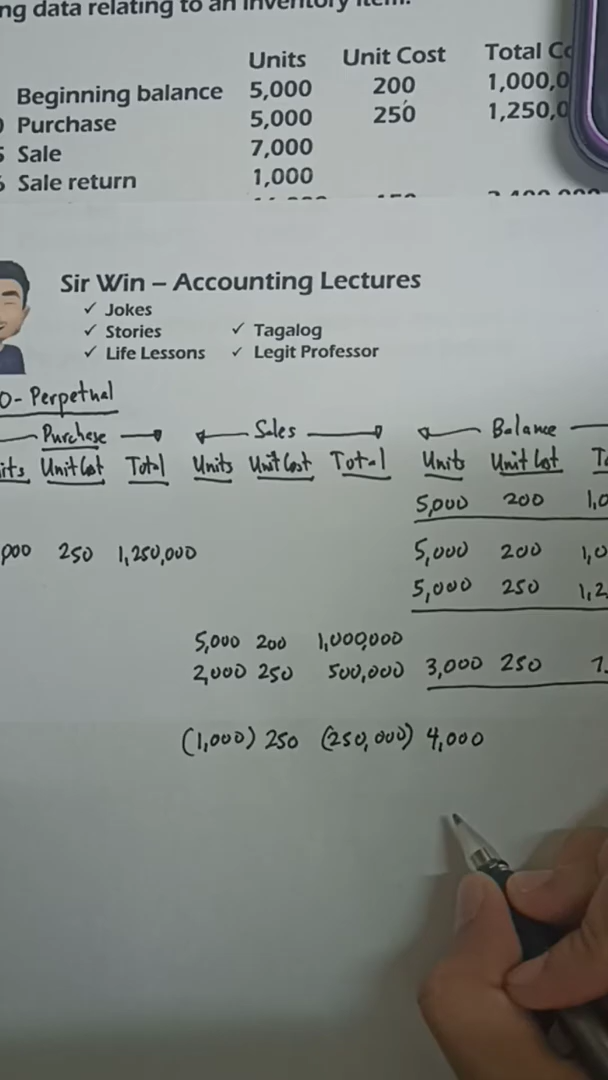 ng data relating to an inventory item:
Units Unit Cost Total Co
Beginning balance 5,000 200 1,000,0
Purchase 5,000 250 1,250,0
Sale 7,000
Sale return 1,000
Sir Win – Accounting Lectures
✓ Jokes
✓ Stories ✓ Tagalog
✓ Life Lessons ✓ Legit Professor
O- Perpetual
Purchase Sales Balance
its Unit Cost Total Units Unit Cost Total Units Unit Cost To
5,000 200 1,0
,000 250 1,250,000 5,000 200 1,0
5,000 250 1,2
5,000 200 1,000,000
2,000 250 500,000 3,000 250 7
(1,000) 250 (250,000) 4,000